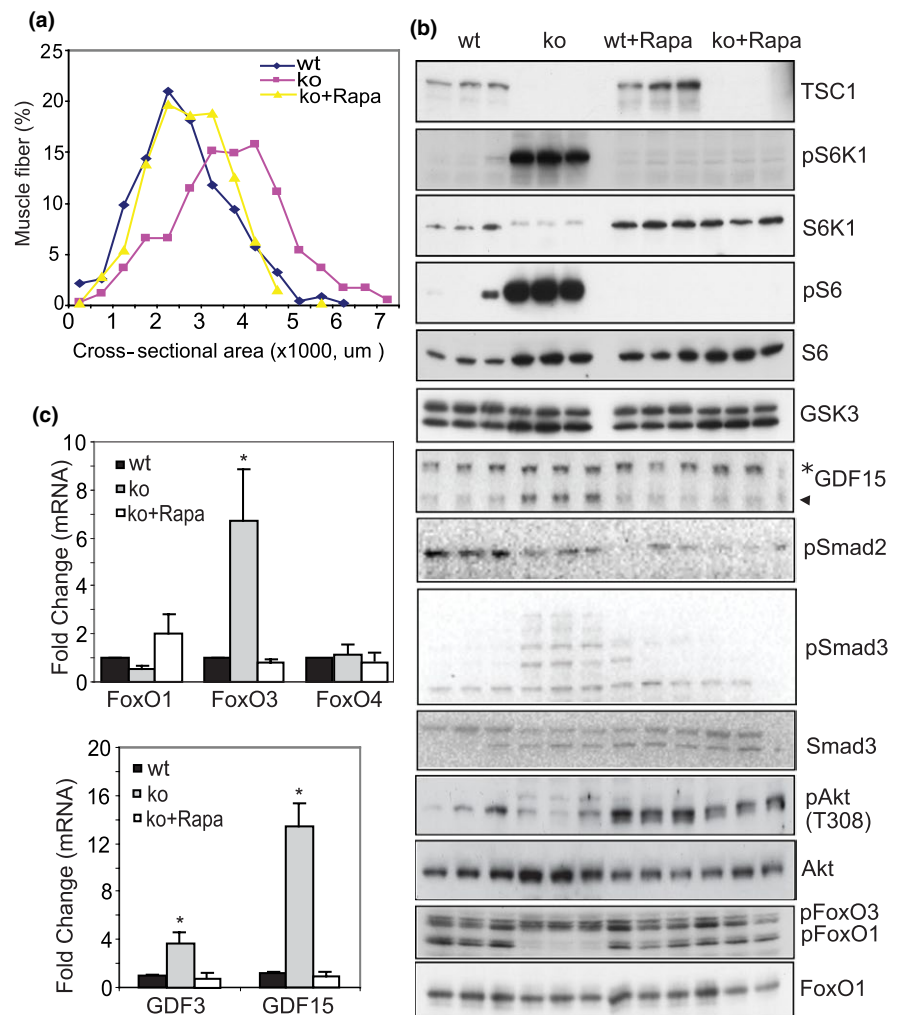 (a)
25
20
15
10
5
0
Muscle fiber (%)
wt
ko
ko+Rapa
0 1 2 3 4 5 6 7
Cross-sectional area (x1000, um )
(b)
wt ko wt+Rapa ko+Rapa
TSC1
pS6K1
S6K1
pS6
S6
GSK3
*GDF15
◄
pSmad2
pSmad3
Smad3
pAkt
(T308)
Akt
pFoxO3
pFoxO1
FoxO1
(c)
10
8
6
4
2
0
Fold Change (mRNA)
wt
ko
ko+Rapa
*
FoxO1 FoxO3 FoxO4
20
16
12
8
4
0
Fold Change (mRNA)
wt
ko
ko+Rapa
*
*
GDF3 GDF15